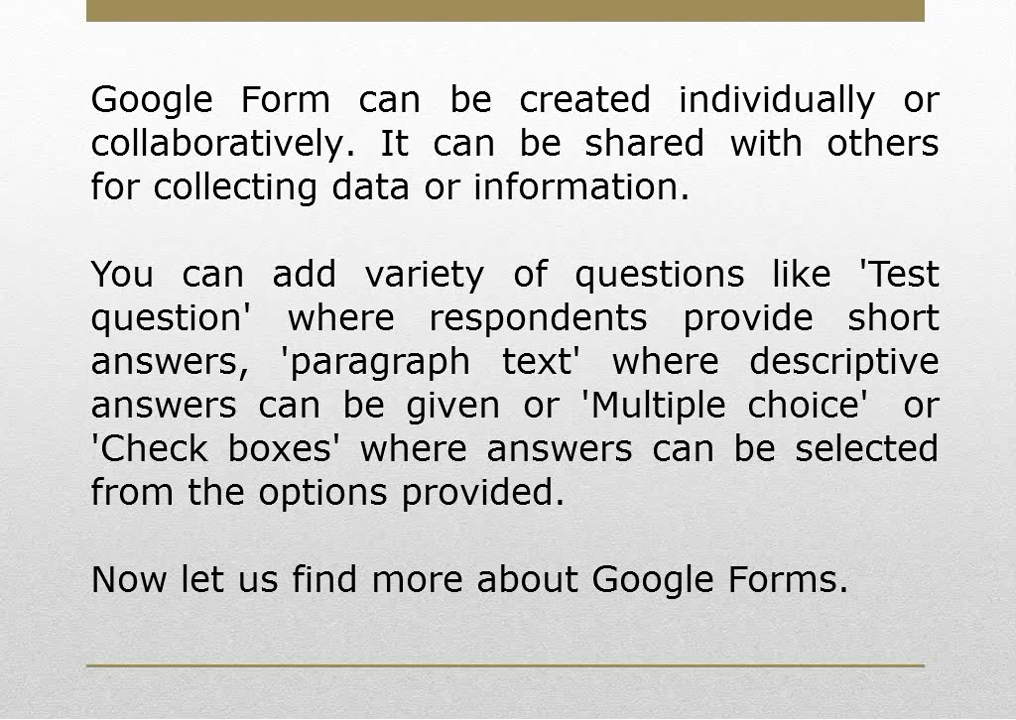 Google Form can be created individually or
collaboratively. It can be shared with others
for collecting data or information.
You can add variety of questions like 'Test
question' where respondents provide short
answers, 'paragraph text' where descriptive
answers can be given or 'Multiple choice' or
'Check boxes' where answers can be selected
from the options provided.
Now let us find more about Google Forms.